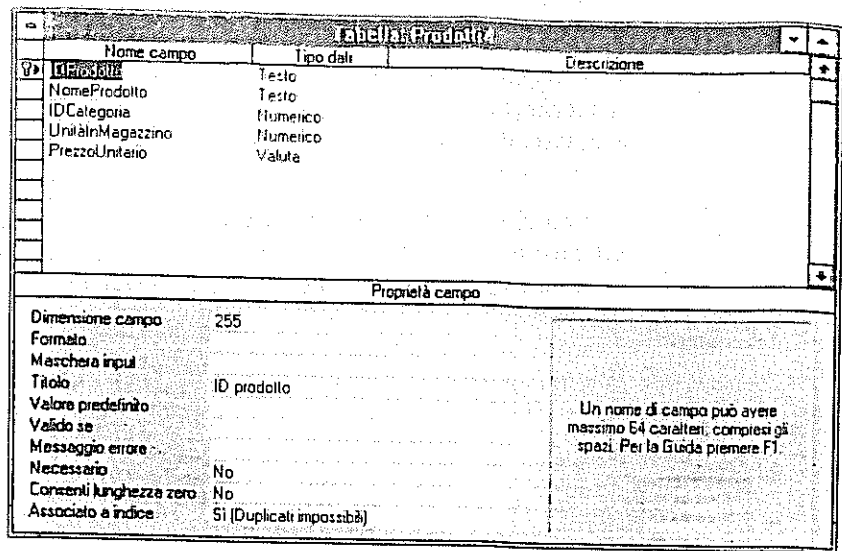 Tabella: Prodotti4
Nome campo Tipo dati Descrizione
IDProdotto Testo
NomeProdotto Testo
IDCategoria Numerico
UnitàInMagazzino Numerico
PrezzoUnitario Valuta
Proprietà campo
Dimensione campo 255
Formato
Maschera input
Titolo ID prodotto
Valore predefinito
Valido se
Messaggio errore
Necessario No
Consenti lunghezza zero No
Associato a indice Sì (Duplicati impossibili)
Un nome di campo può avere
massimo 64 caratteri, compresi gli
spazi. Per la Guida premere F1.